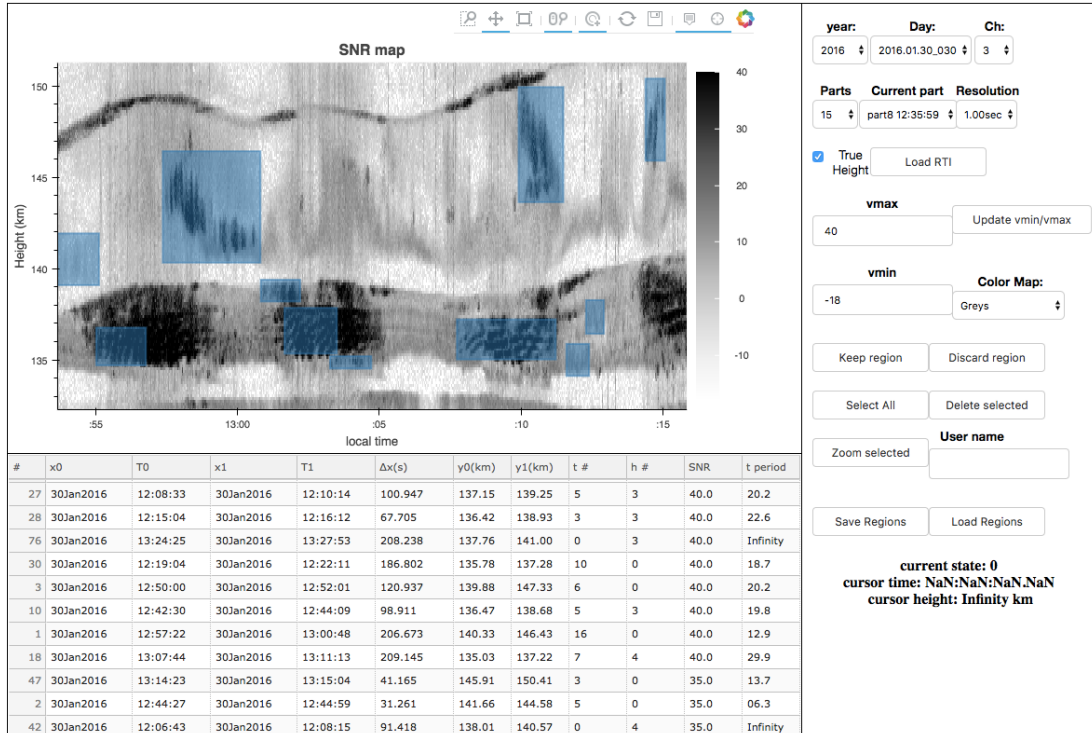 SNR map
150
145
140
135
Height (km)
:55 13:00 :05 :10 :15
local time
40
30
20
10
0
-10
# x0 T0 x1 T1 Δx(s) y0(km) y1(km) t # h # SNR t period
27 30Jan2016 12:08:33 30Jan2016 12:10:14 100.947 137.15 139.25 5 3 40.0 20.2
28 30Jan2016 12:15:04 30Jan2016 12:16:12 67.705 136.42 138.93 3 3 40.0 22.6
76 30Jan2016 13:24:25 30Jan2016 13:27:53 208.238 137.76 141.00 0 3 40.0 Infinity
30 30Jan2016 12:19:04 30Jan2016 12:22:11 186.802 135.78 137.28 10 0 40.0 18.7
3 30Jan2016 12:50:00 30Jan2016 12:52:01 120.937 139.88 147.33 6 0 40.0 20.2
10 30Jan2016 12:42:30 30Jan2016 12:44:09 98.911 136.47 138.68 5 3 40.0 19.8
1 30Jan2016 12:57:22 30Jan2016 13:00:48 206.673 140.33 146.43 16 0 40.0 12.9
18 30Jan2016 13:07:44 30Jan2016 13:11:13 209.145 135.03 137.22 7 4 40.0 29.9
47 30Jan2016 13:14:23 30Jan2016 13:15:04 41.165 145.91 150.41 3 0 35.0 13.7
2 30Jan2016 12:44:27 30Jan2016 12:44:59 31.261 141.66 144.58 5 0 35.0 06.3
42 30Jan2016 12:06:43 30Jan2016 12:08:15 91.418 138.01 140.57 0 4 35.0 Infinity
year: Day: Ch:
2016 2016.01.30_030 3
Parts Current part Resolution
15 part8 12:35:59 1.00sec
True Height Load RTI
vmax
40 Update vmin/vmax
vmin Color Map:
-18 Greys
Keep region Discard region
Select All Delete selected
User name
Zoom selected
Save Regions Load Regions
current state: 0
cursor time: NaN:NaN:NaN.NaN
cursor height: Infinity km